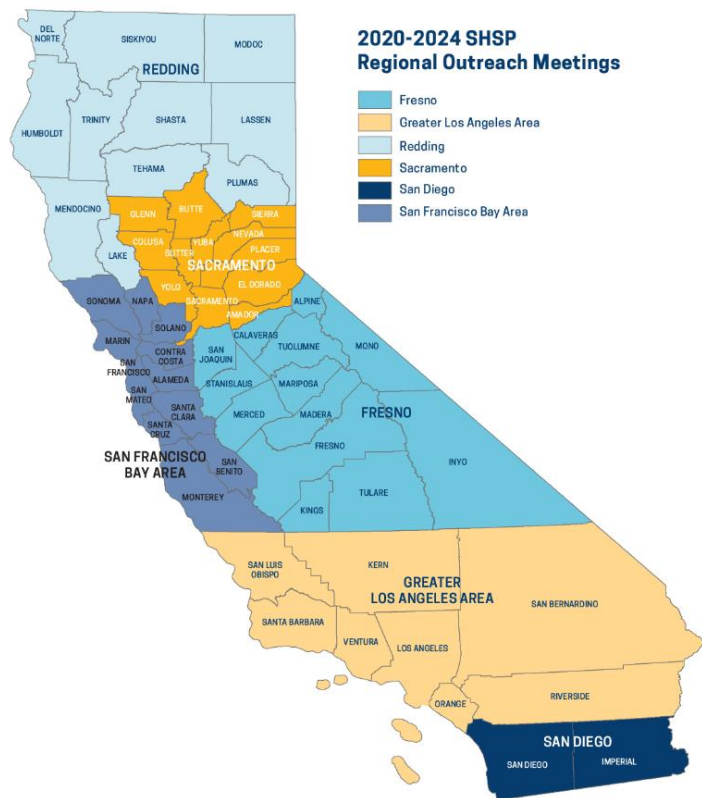 2020-2024 SHSP
Regional Outreach Meetings
Fresno
Greater Los Angeles Area
Redding
Sacramento
San Diego
San Francisco Bay Area
DEL
NORTE
SISKIYOU
MODOC
REDDING
HUMBOLDT
TRINITY
SHASTA
LASSEN
TEHAMA
PLUMAS
MENDOCINO
LAKE
GLENN
BUTTE
SIERRA
COLUSA
SUTTER
YUBA
NEVADA
PLACER
SACRAMENTO
YOLO
EL DORADO
SACRAMENTO
AMADOR
SONOMA
NAPA
SOLANO
MARIN
CONTRA
COSTA
SAN
FRANCISCO
ALAMEDA
SAN
MATEO
SANTA
CLARA
SANTA
CRUZ
SAN FRANCISCO
BAY AREA
SAN
BENITO
MONTEREY
ALPINE
CALAVERAS
SAN
JOAQUIN
TUOLUMNE
MONO
STANISLAUS
MARIPOSA
MERCED
MADERA
FRESNO
FRESNO
INYO
KINGS
TULARE
SAN LUIS
OBISPO
KERN
GREATER
LOS ANGELES AREA
SAN BERNARDINO
SANTA BARBARA
VENTURA
LOS ANGELES
ORANGE
RIVERSIDE
SAN DIEGO
SAN DIEGO
IMPERIAL